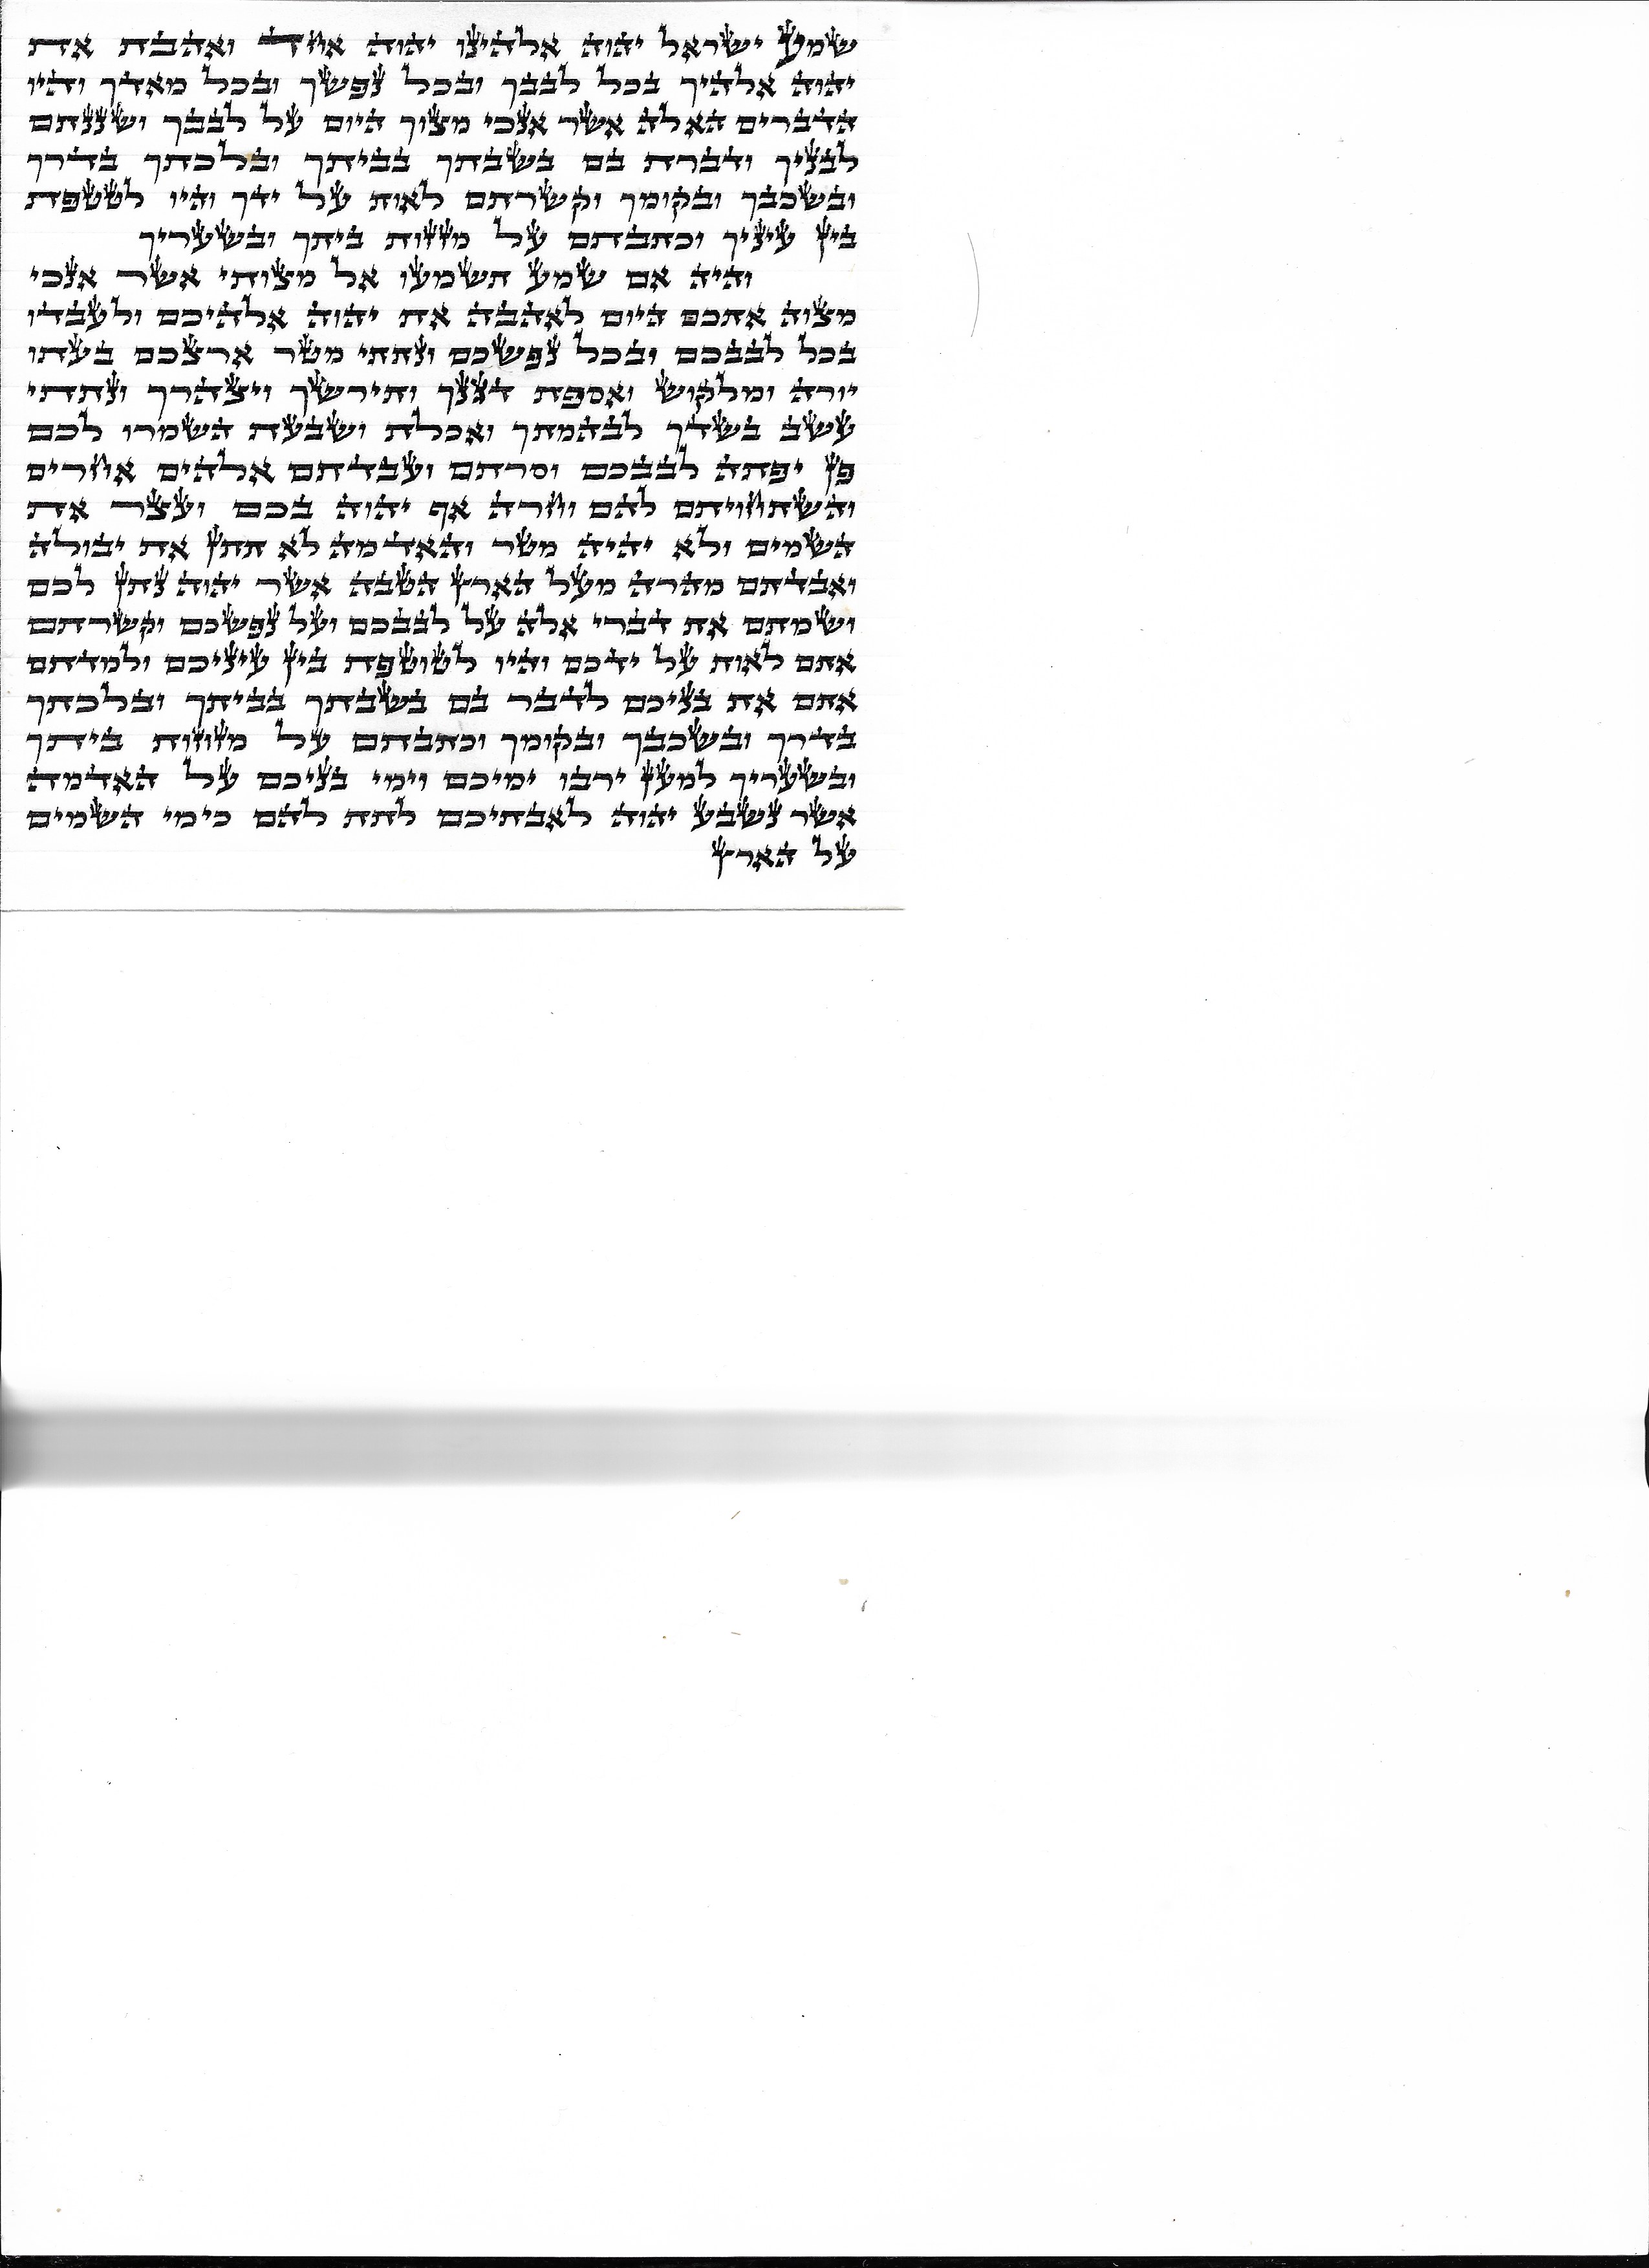 שמע ישראל יהוה אלהינו יהוה אחד ואהבת את
יהוה אלהיך בכל לבבך ובכל נפשך ובכל מאדך והיו
הדברים האלה אשר אנכי מצוך היום על לבבך ושננתם
לבניך ודברת בם בשבתך בביתך ובלכתך בדרך
ובשכבך ובקומך וקשרתם לאות על ידך והיו לטטפת
בין עיניך וכתבתם על מזזות ביתך ובשעריך
והיה אם שמע תשמעו אל מצותי אשר אנכי
מצוה אתכם היום לאהבה את יהוה אלהיכם ולעבדו
בכל לבבכם ובכל נפשכם ונתתי מטר ארצכם בעתו
יורה ומלקוש ואספת דגנך ותירשך ויצהרך ונתתי
עשב בשדך לבהמתך ואכלת ושבעת השמרו לכם
פן יפתה לבבכם וסרתם ועבדתם אלהים אחרים
והשתחויתם להם וחרה אף יהוה בכם ועצר את
השמים ולא יהיה מטר והאדמה לא תתן את יבולה
ואבדתם מהרה מעל הארץ הטבה אשר יהוה נתן לכם
ושמתם את דברי אלה על לבבכם ועל נפשכם וקשרתם
אתם לאות על ידכם והיו לטוטפת בין עיניכם ולמדתם
אתם את בניכם לדבר בם בשבתך בביתך ובלכתך
בדרך ובשכבך ובקומך וכתבתם על מזוזות ביתך
ובשעריך למען ירבו ימיכם וימי בניכם על האדמה
אשר נשבע יהוה לאבתיכם לתת להם כימי השמים
על הארץ